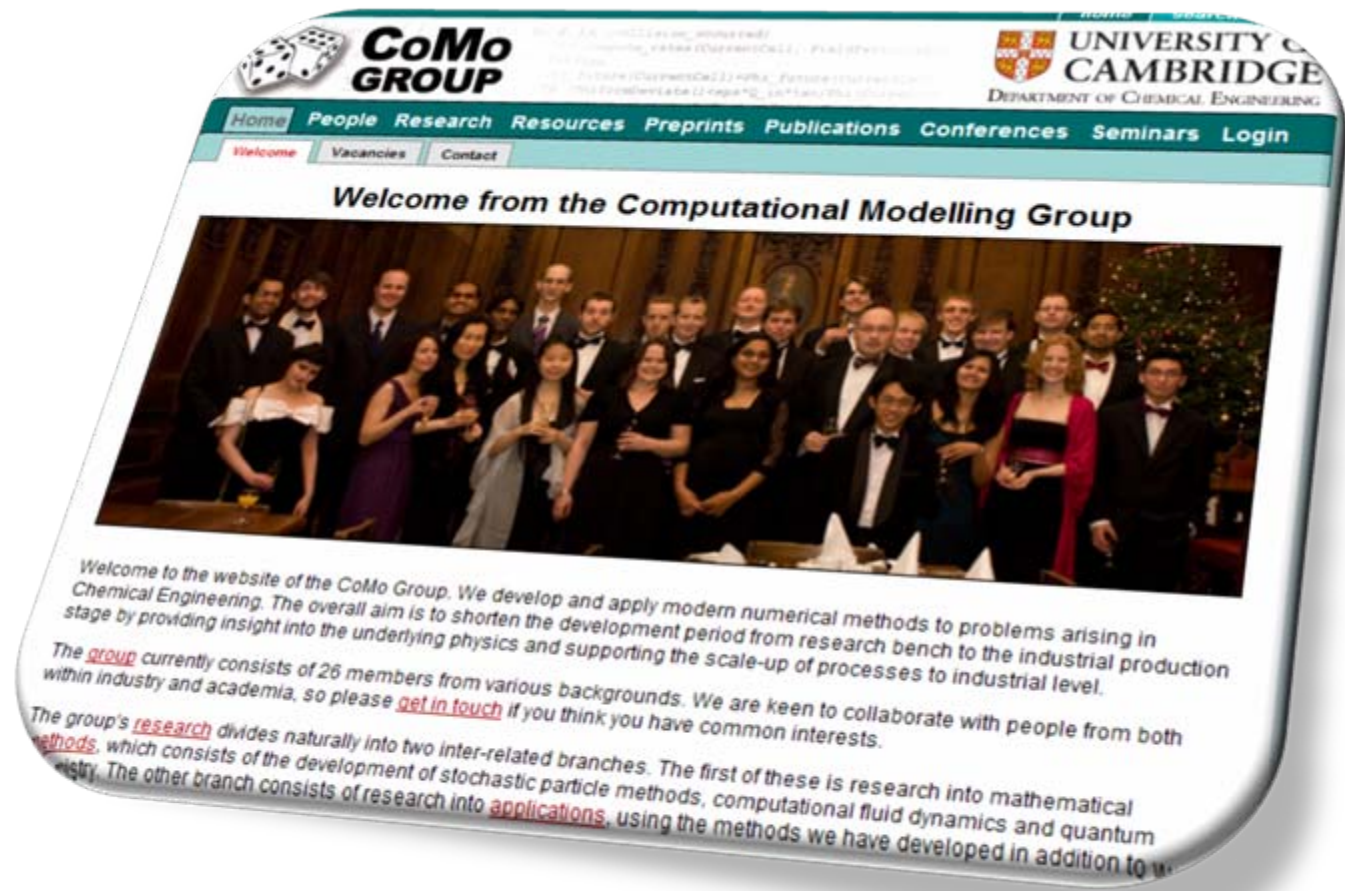 home search
CoMo
GROUP
UNIVERSITY O
CAMBRIDGE
DEPARTMENT OF CHEMICAL ENGINEERING
Home People Research Resources Preprints Publications Conferences Seminars Login
Welcome Vacancies Contact
Welcome from the Computational Modelling Group
Welcome to the website of the CoMo Group. We develop and apply modern numerical methods to problems arising in
Chemical Engineering. The overall aim is to shorten the development period from research bench to the industrial production
stage by providing insight into the underlying physics and supporting the scale-up of processes to industrial level.
The group currently consists of 26 members from various backgrounds. We are keen to collaborate with people from both
within industry and academia, so please get in touch if you think you have common interests.
The group's research divides naturally into two inter-related branches. The first of these is research into mathematical
ethods, which consists of the development of stochastic particle methods, computational fluid dynamics and quantum
istry. The other branch consists of research into applications, using the methods we have developed in addition to w